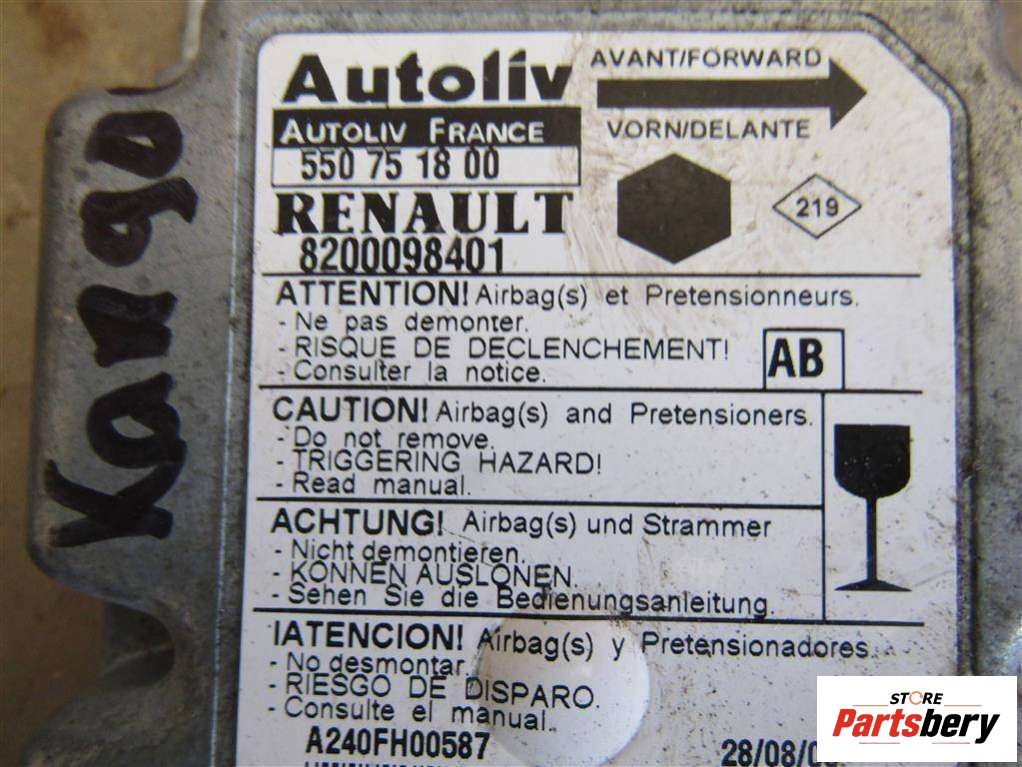 Kango
Autoliv
AVANT/FORWARD
AUTOLIV FRANCE
VORN/DELANTE
550 75 18 00
RENAULT
219
8200098401
ATTENTION! Airbag(s) et Pretensionneurs.
- Ne pas demonter.
- RISQUE DE DECLENCHEMENT!
- Consulter la notice.
AB
CAUTION! Airbag(s) and Pretensioners.
- Do not remove.
- TRIGGERING HAZARD!
- Read manual.
ACHTUNG! Airbag(s) und Strammer
- Nicht demontieren.
- KONNEN AUSLONEN.
- Sehen Sie die Bedienungsanleitung.
IATENCION! Airbag(s) y Pretensionadores.
- No desmontar.
- RIESGO DE DISPARO.
- Consulte el manual.
A240FH00587
STORE
Partsbery